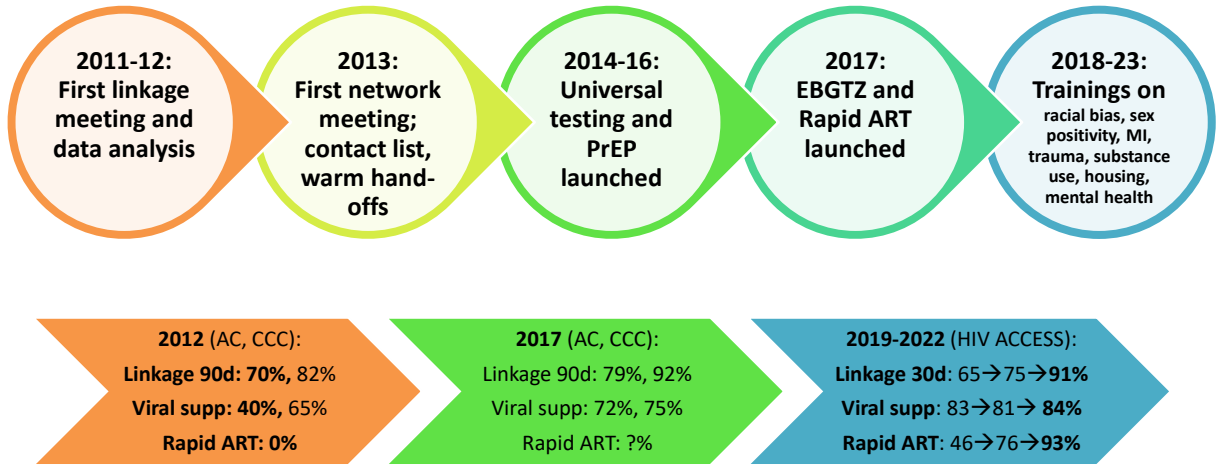 2011-12:
First linkage
meeting and
data analysis
2013:
First network
meeting;
contact list,
warm hand-
offs
2014-16:
Universal
testing and
PrEP
launched
2017:
EBGTZ and
Rapid ART
launched
2018-23:
Trainings on
racial bias, sex
positivity, MI,
trauma, substance
use, housing,
mental health
2012 (AC, CCC):
Linkage 90d: 70%, 82%
Viral supp: 40%, 65%
Rapid ART: 0%
2017 (AC, CCC):
Linkage 90d: 79%, 92%
Viral supp: 72%, 75%
Rapid ART: ?%
2019-2022 (HIV ACCESS):
Linkage 30d: 65→75→91%
Viral supp: 83→81→ 84%
Rapid ART: 46→76→93%